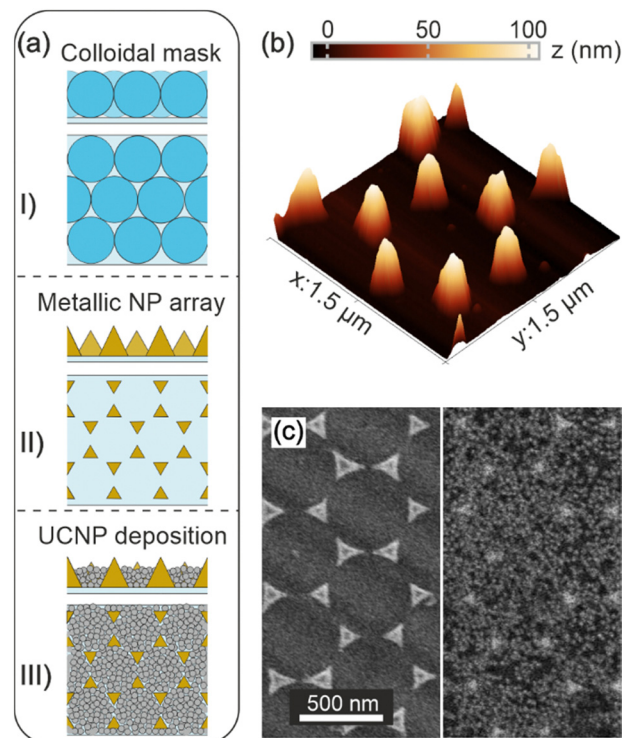 (a)
Colloidal mask
I)
Metallic NP array
II)
UCNP deposition
III)
(b)
0 50 100
z (nm)
x:1.5 µm
y:1.5 µm
(c)
500 nm